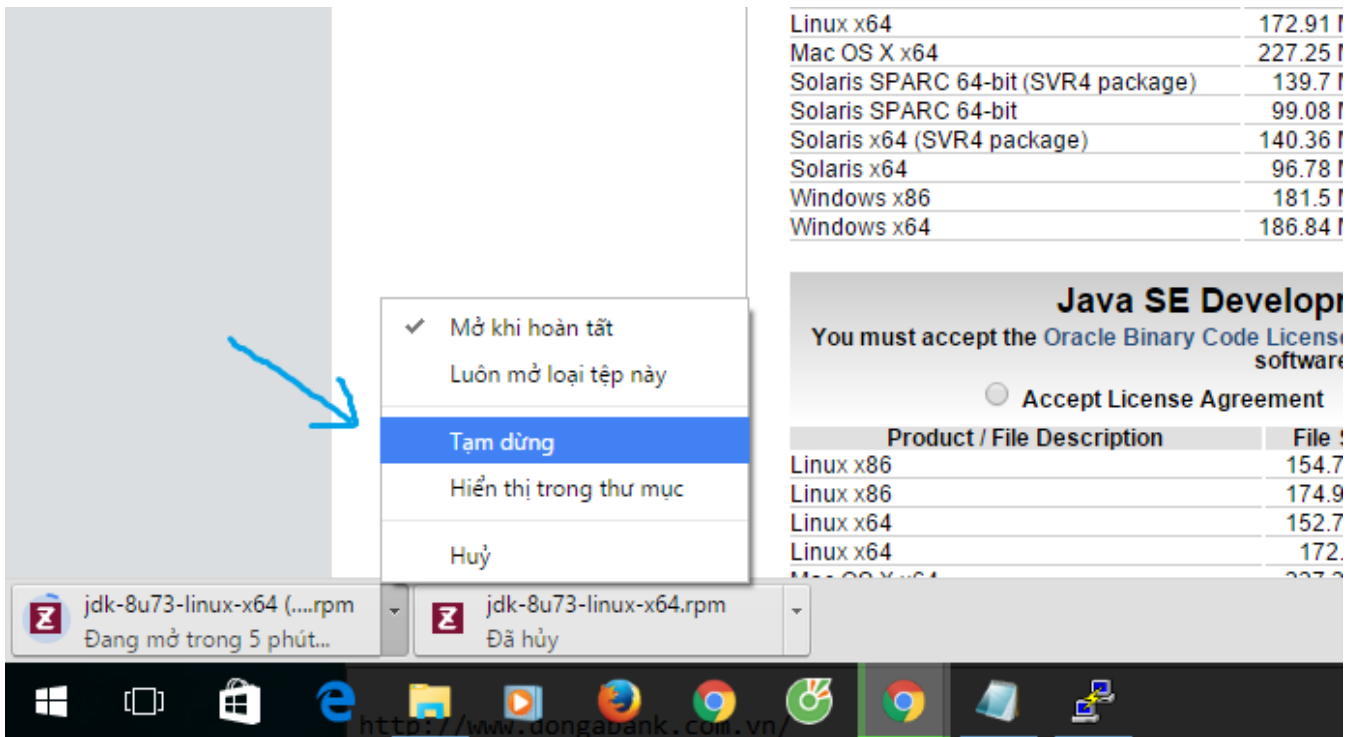 Linux x64 172.91
Mac OS X x64 227.25
Solaris SPARC 64-bit (SVR4 package) 139.7
Solaris SPARC 64-bit 99.08
Solaris x64 (SVR4 package) 140.36
Solaris x64 96.78
Windows x86 181.5
Windows x64 186.84
Java SE Develop
You must accept the Oracle Binary Code License
software
Accept License Agreement
Product / File Description File
Linux x86 154.7
Linux x86 174.9
Linux x64 152.7
Linux x64 172.
Mở khi hoàn tất
Luôn mở loại tệp này
Tạm dừng
Hiển thị trong thư mục
Huỷ
jdk-8u73-linux-x64 (....rpm
Đang mở trong 5 phút...
jdk-8u73-linux-x64.rpm
Đã hủy
http://www.dongabank.com.vn/